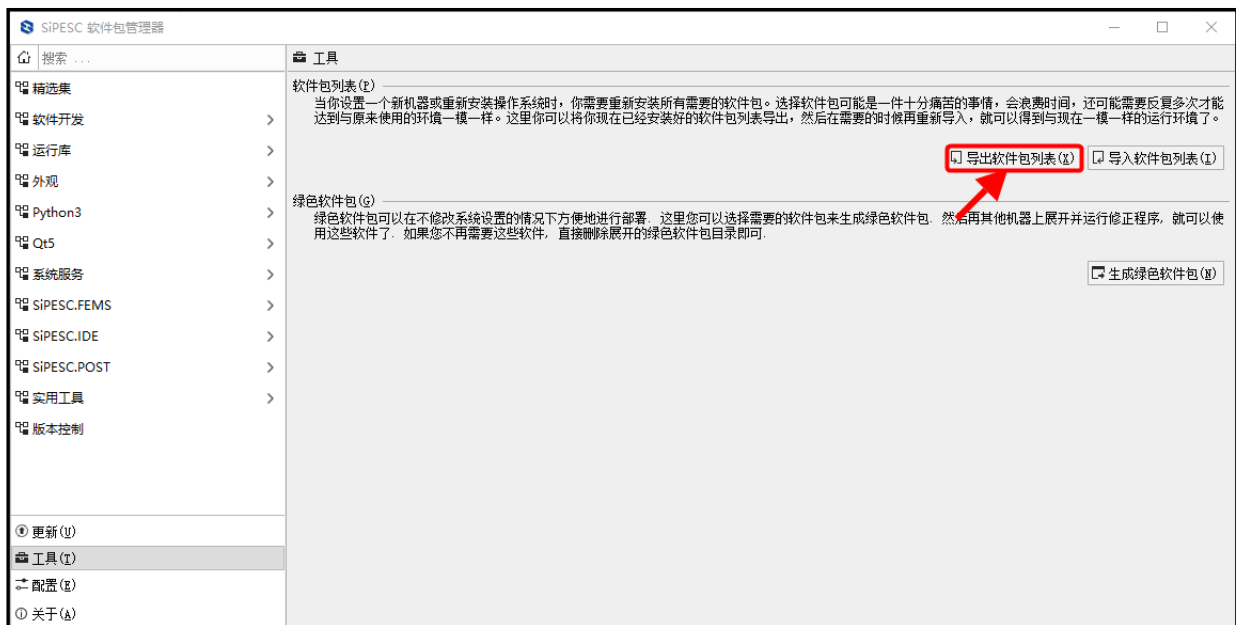 SiPESC 软件包管理器
搜索 ...
工具
精选集
软件开发
运行库
外观
Python3
Qt5
系统服务
SiPESC.FEMS
SiPESC.IDE
SiPESC.POST
实用工具
版本控制
更新(U)
工具(T)
配置(E)
关于(A)
软件包列表(P)
当你设置一个新机器或重新安装操作系统时，你需要重新安装所有需要的软件包。选择软件包可能是一件十分痛苦的事情，会浪费时间，还可能需要反复多次才能
达到与原来使用的环境一模一样。这里你可以将你现在已经安装好的软件包列表导出，然后在需要的时候再重新导入，就可以得到与现在一模一样的运行环境了。
导出软件包列表(X)
导入软件包列表(I)
绿色软件包(G)
绿色软件包可以在不修改系统设置的情况下方便地进行部署. 这里您可以选择需要的软件包来生成绿色软件包. 然后再其他机器上展开并运行修正程序, 就可以使
用这些软件了. 如果您不再需要这些软件, 直接删除展开的绿色软件包目录即可.
生成绿色软件包(N)